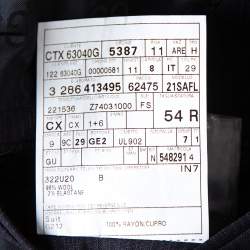 CTX 63040G 5387 11 ARE H
122 63040G 00000681 11 8 IT 29
3 286 413495 62475 21SAFL
221536 Z74031000 FS
CX CX 1+6 54 R
9 9C 29 GE2 UL902 7 1
GU N 548291 4
IN7
322U20 B
98% WOOL
2% ELASTANE
Suit
100% RAYON/CUPRO